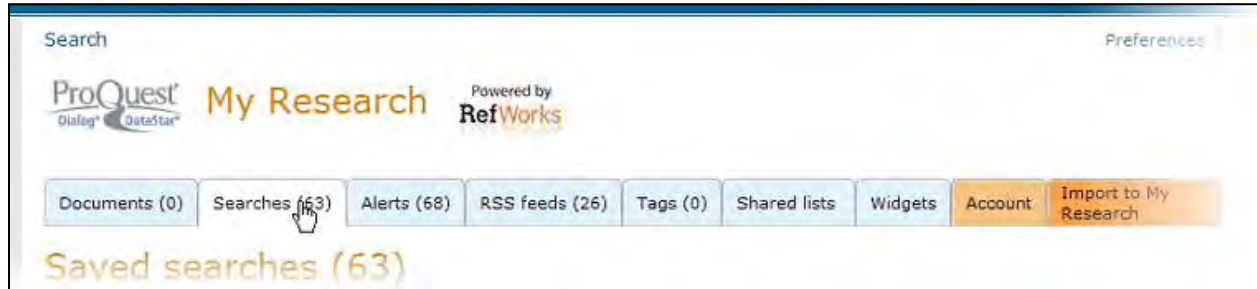 Search
Preferences
ProQuest
Dialog DataStar
My Research
Powered by
RefWorks
Documents (0)
Searches (63)
Alerts (68)
RSS feeds (26)
Tags (0)
Shared lists
Widgets
Account
Import to My
Research
Saved searches (63)